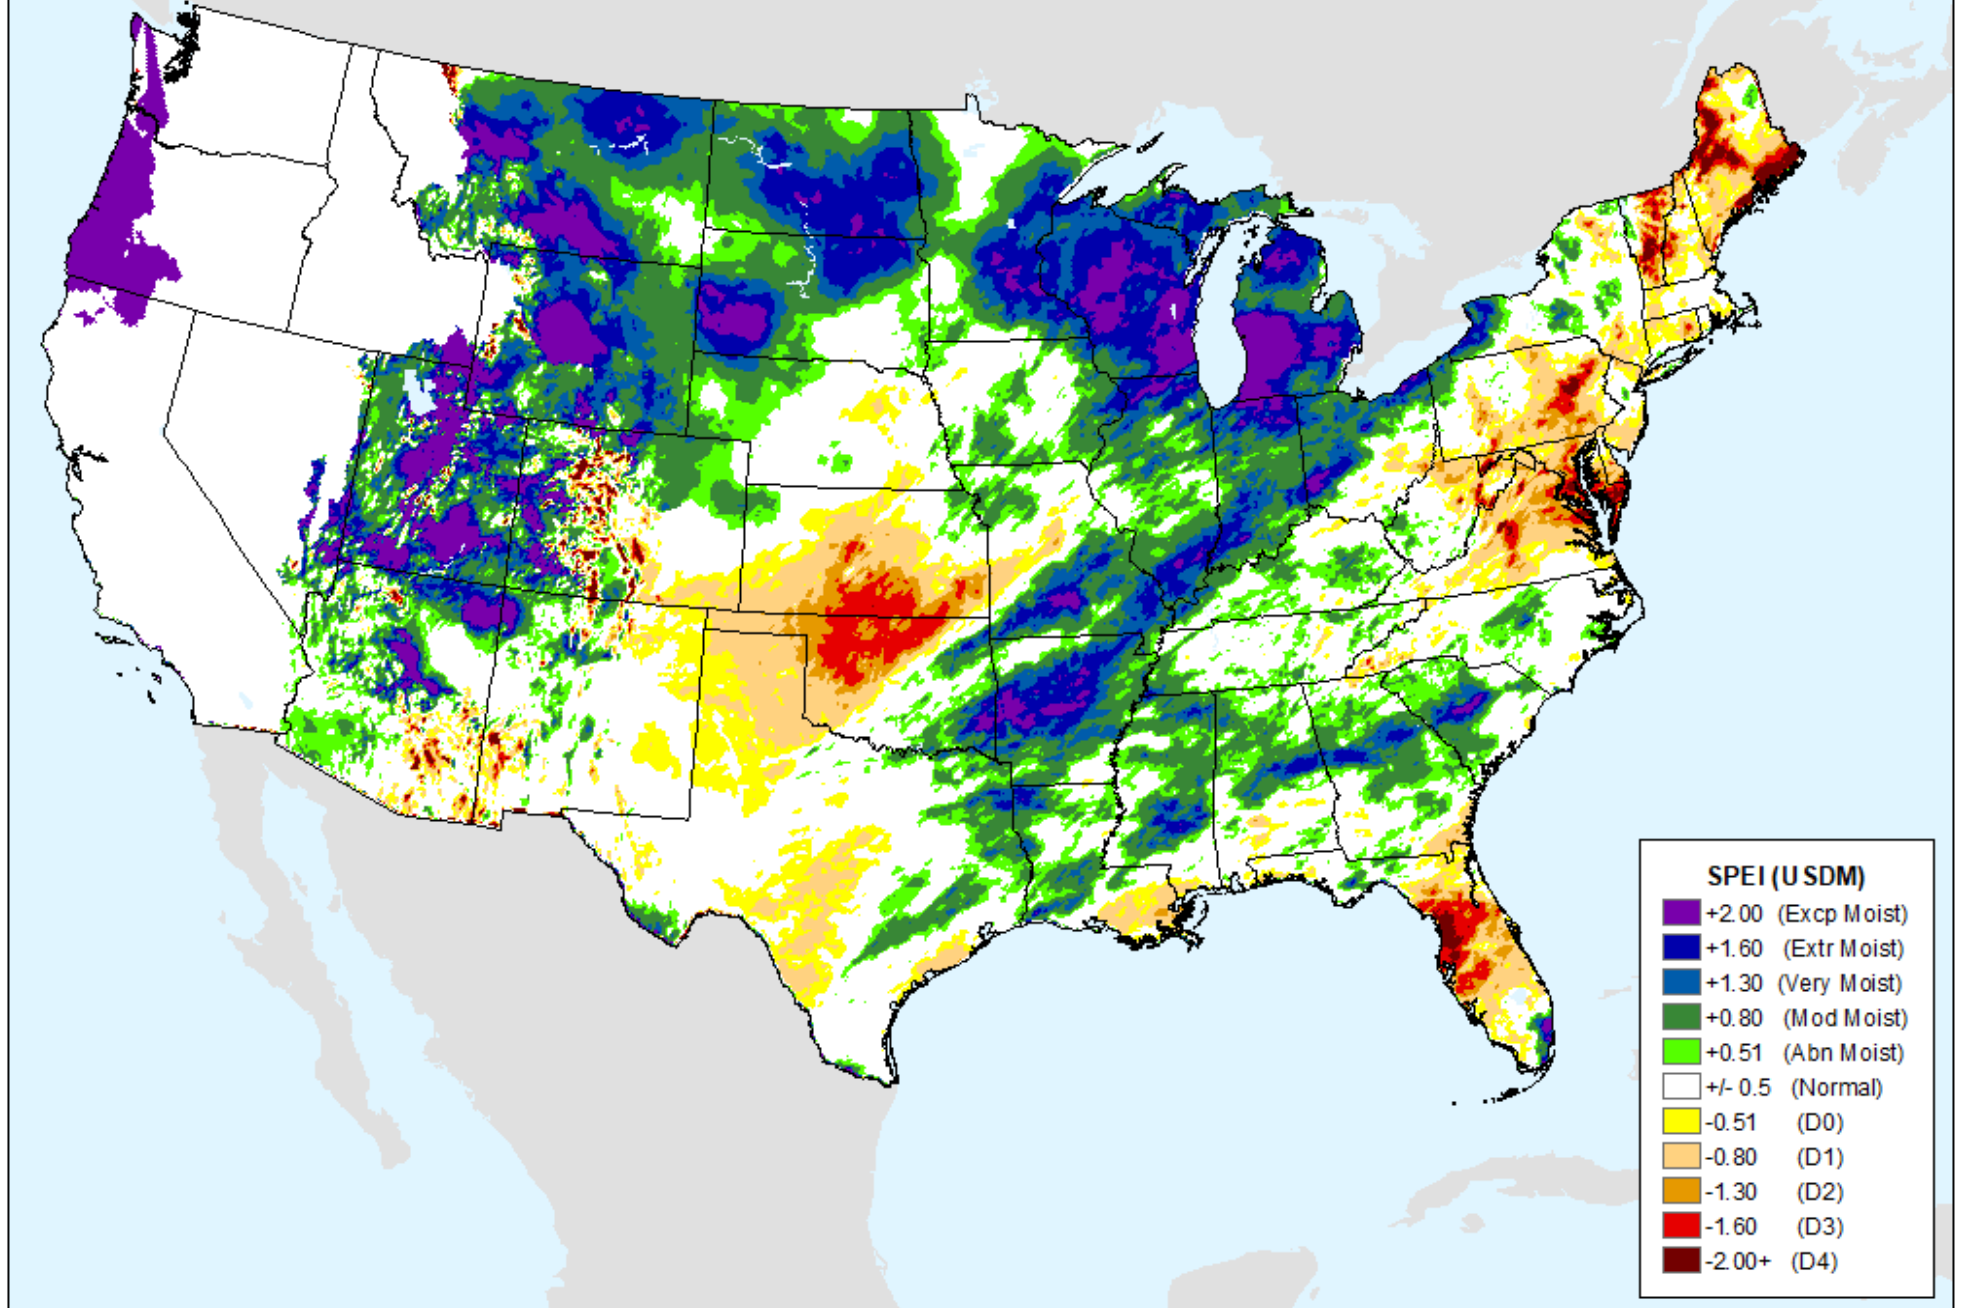 SPEI (USDM)
+2.00 (Excp Moist)
+1.60 (Extr Moist)
+1.30 (Very Moist)
+0.80 (Mod Moist)
+0.51 (Abn Moist)
+/- 0.5 (Normal)
-0.51 (D0)
-0.80 (D1)
-1.30 (D2)
-1.60 (D3)
-2.00+ (D4)